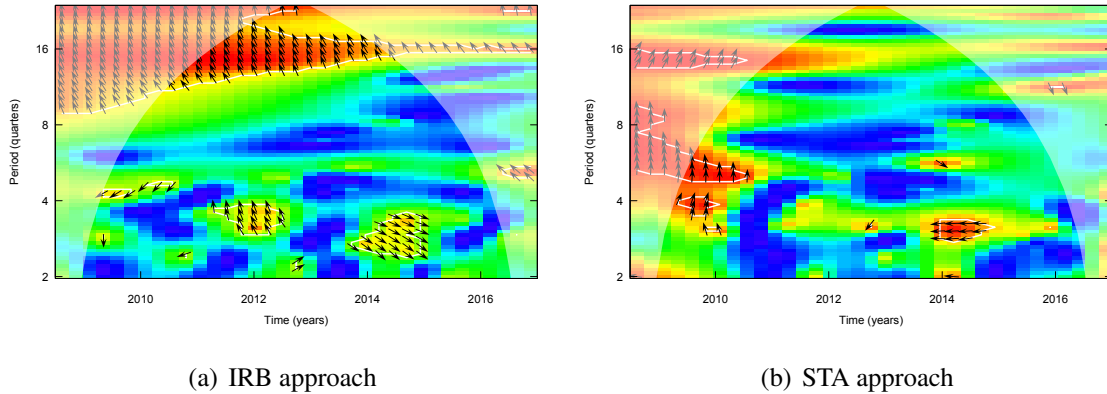 16
8
4
2
Period (quarters)
2010 2012 2014 2016
Time (years)
(a) IRB approach
16
8
4
2
Period (quarters)
2010 2012 2014 2016
Time (years)
(b) STA approach